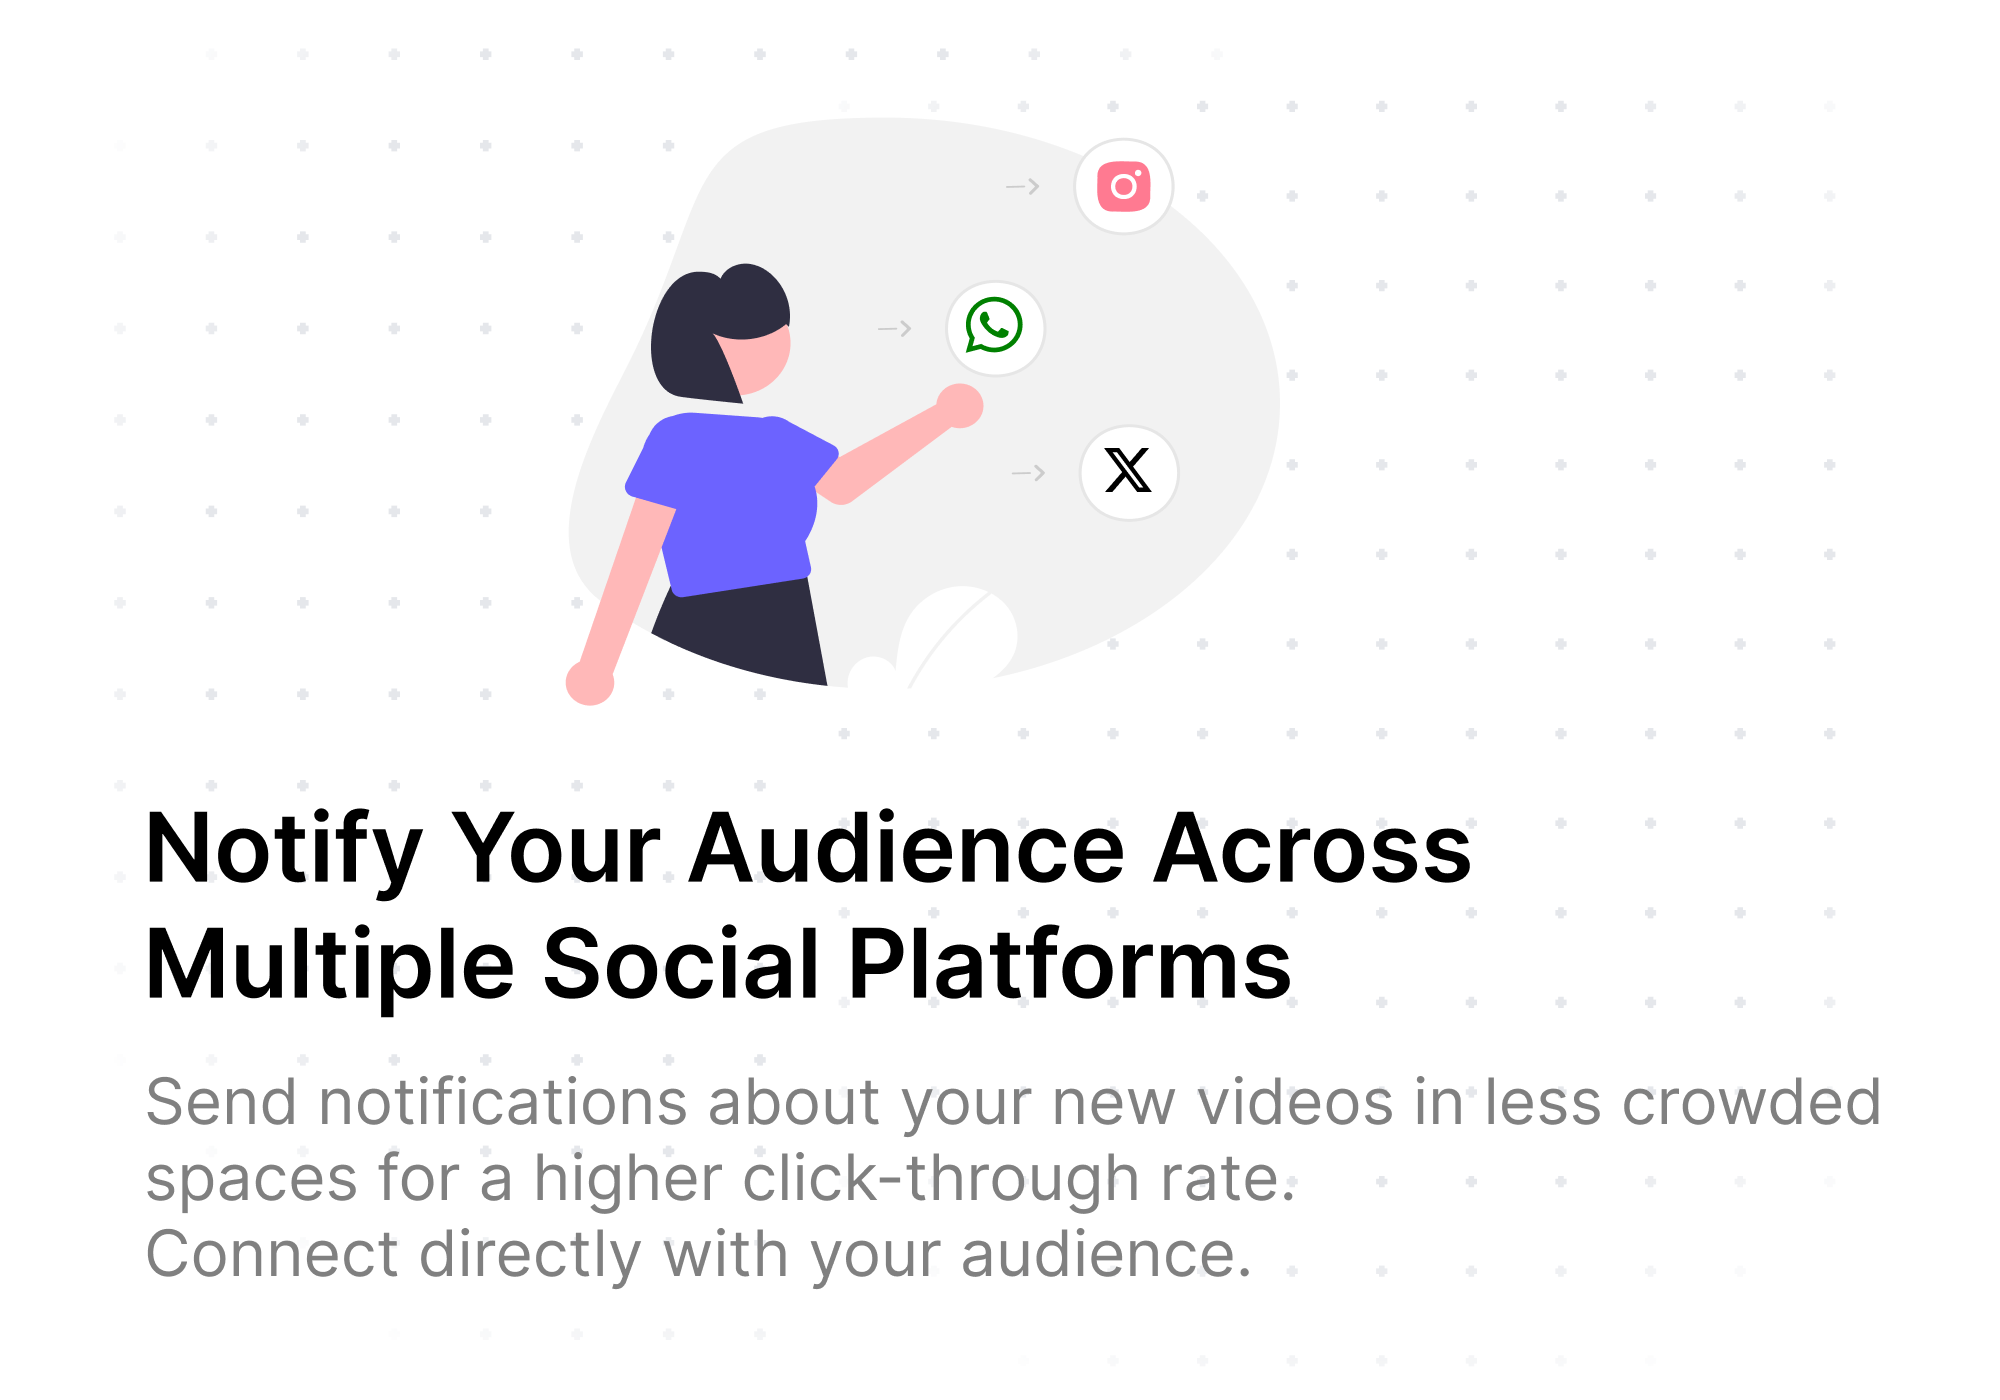 Notify Your Audience Across
Multiple Social Platforms
Send notifications about your new videos in less crowded
spaces for a higher click-through rate.
Connect directly with your audience.